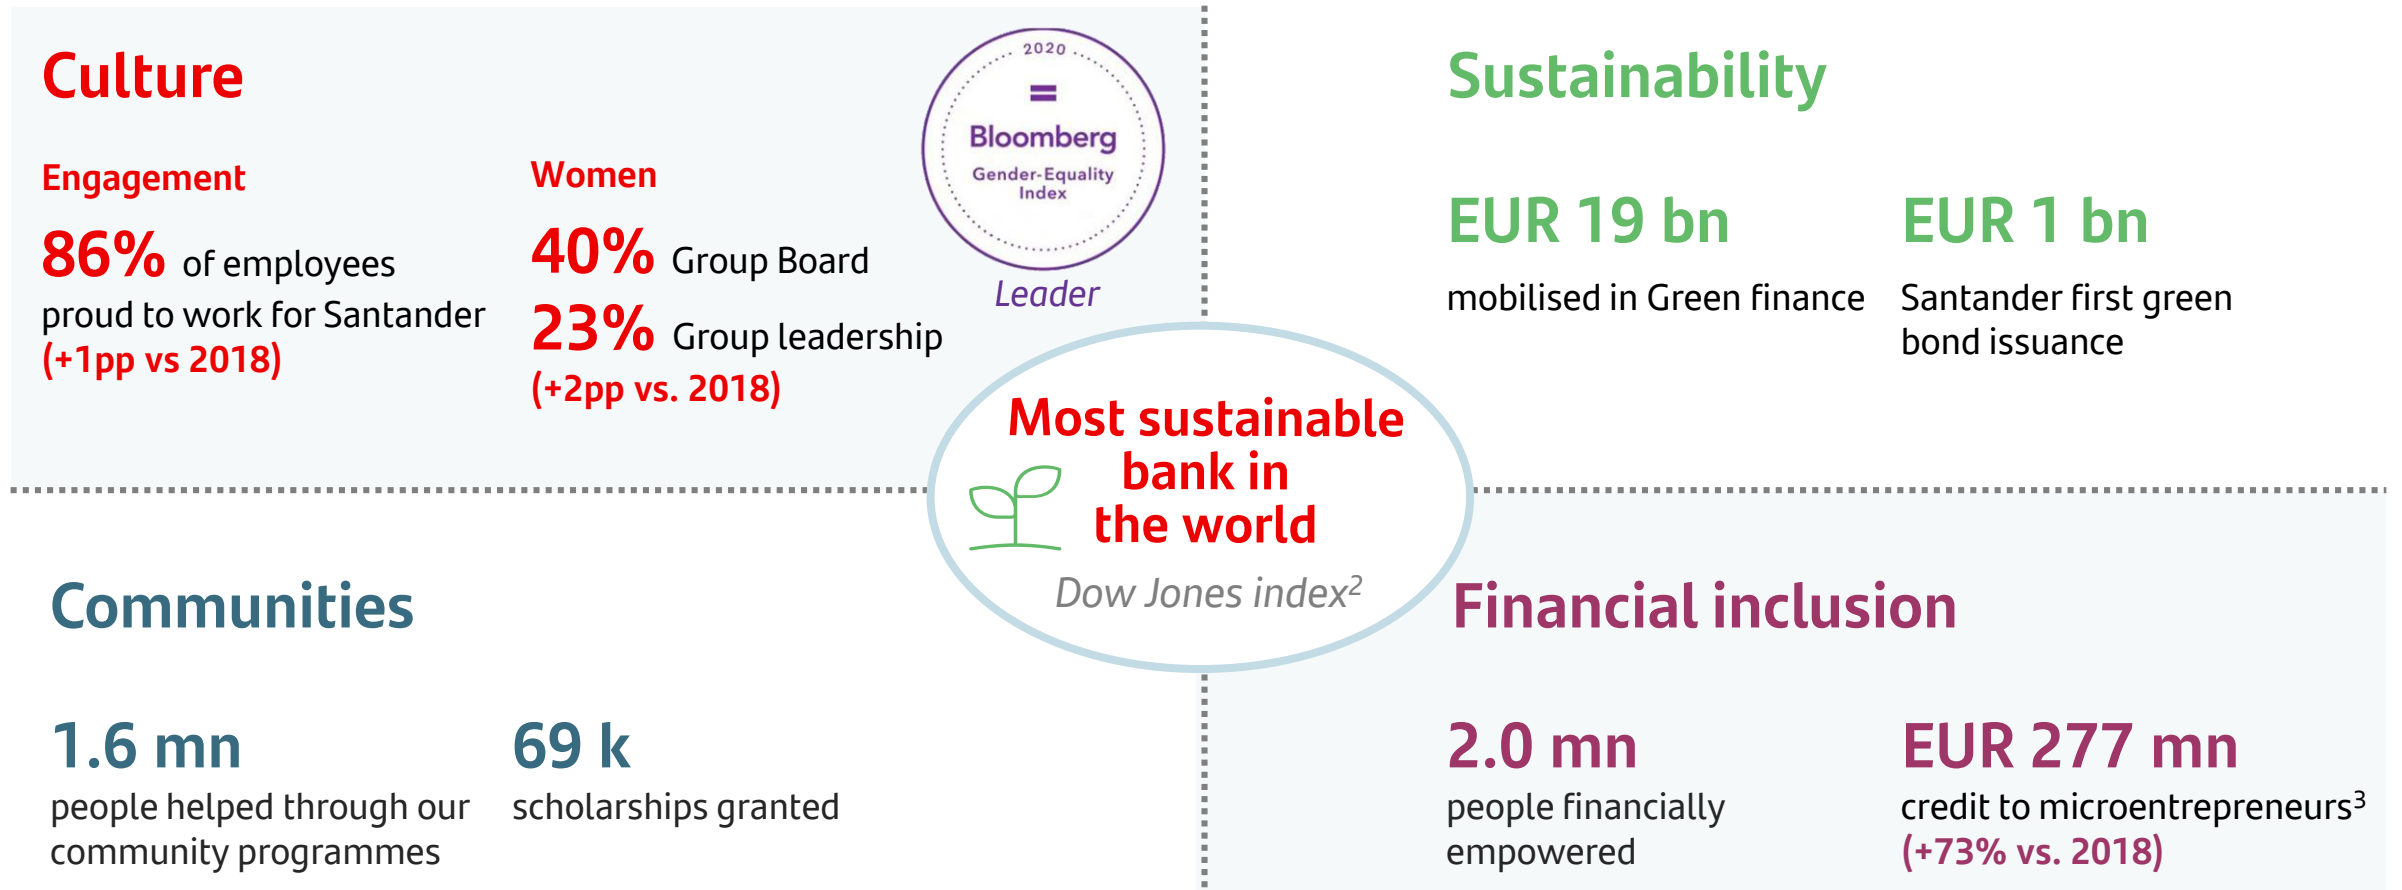 Culture
Engagement
86% of employees
proud to work for Santander
(+1pp vs 2018)
Women
40% Group Board
23% Group leadership
(+2pp vs. 2018)
2020
=
Bloomberg
Gender-Equality
Index
Leader
Sustainability
EUR 19 bn
mobilised in Green finance
EUR 1 bn
Santander first green
bond issuance
Most sustainable
bank in
the world
Dow Jones index²
Communities
1.6 mn
people helped through our
community programmes
69 k
scholarships granted
Financial inclusion
2.0 mn
people financially
empowered
EUR 277 mn
credit to microentrepreneurs³
(+73% vs. 2018)